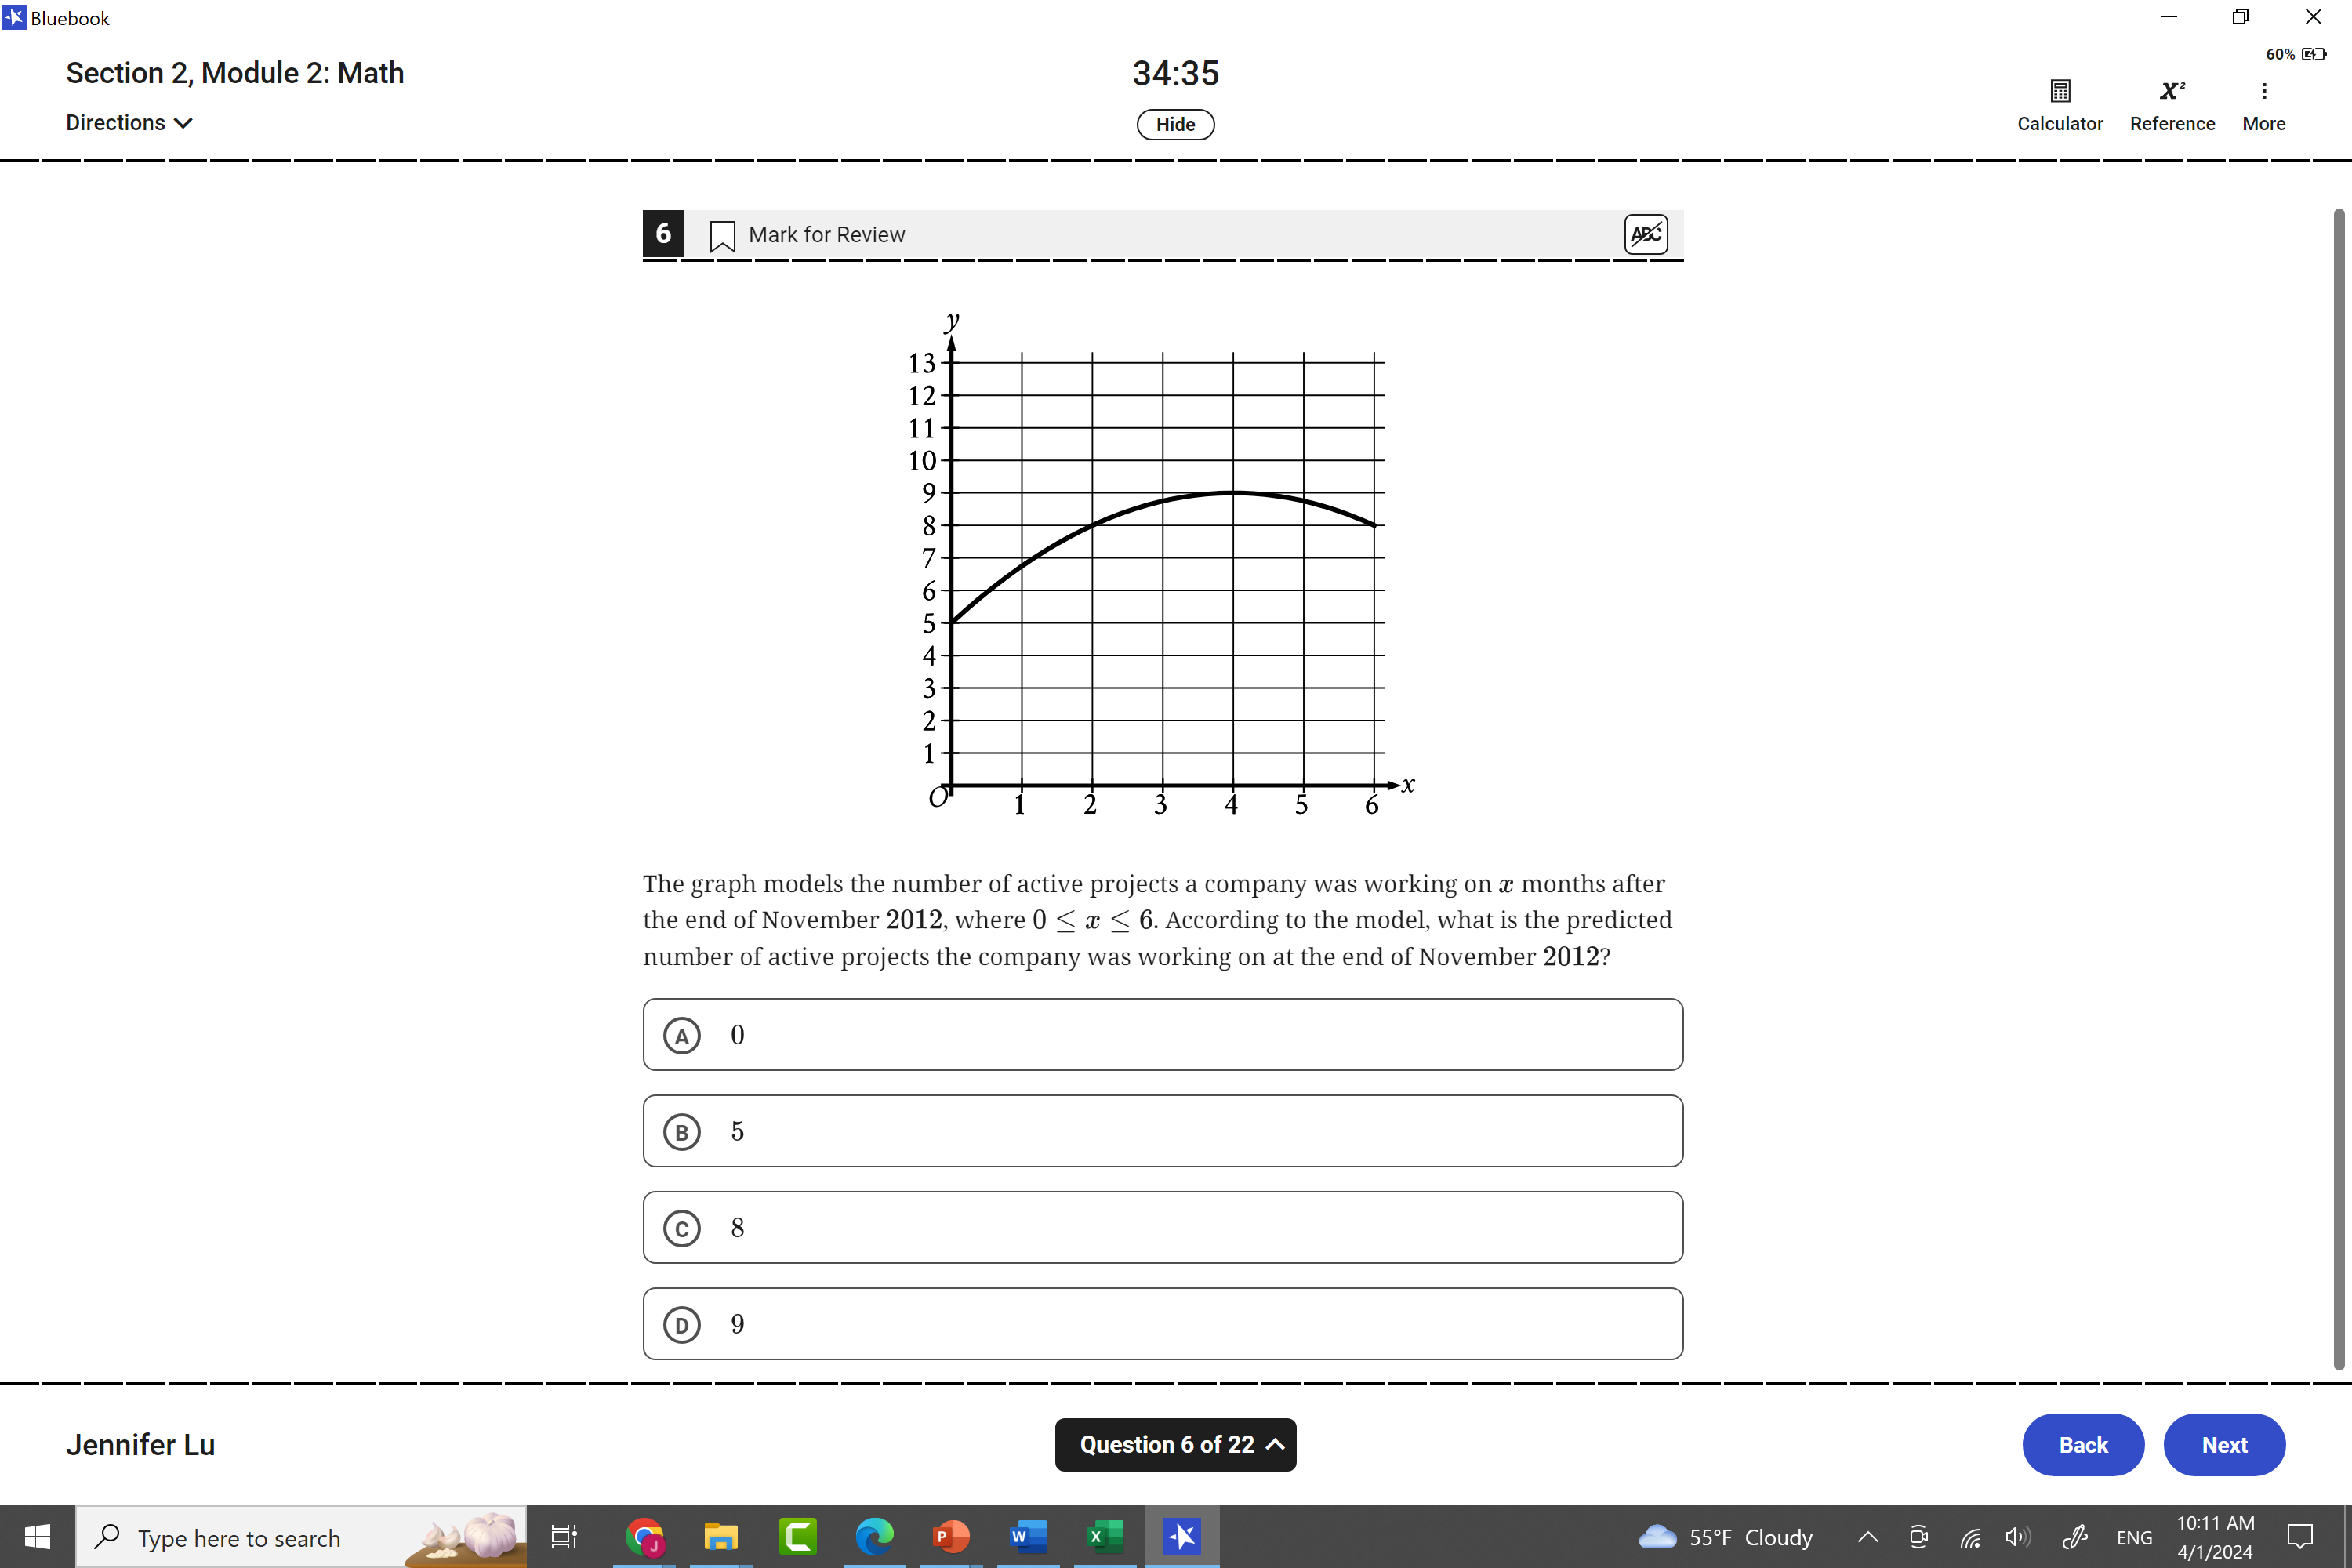 Bluebook
60%
Section 2, Module 2: Math
34:35
Directions
Hide
Calculator
Reference
More
6
Mark for Review
ABC
y
13
12
11
10
9
8
7
6
5
4
3
2
1
O
1 2 3 4 5 6
x
The graph models the number of active projects a company was working on x months after
the end of November 2012, where 0 ≤ x ≤ 6. According to the model, what is the predicted
number of active projects the company was working on at the end of November 2012?
A 0
B 5
C 8
D 9
Jennifer Lu
Question 6 of 22
Back
Next
Type here to search
55°F Cloudy
ENG
10:11 AM
4/1/2024